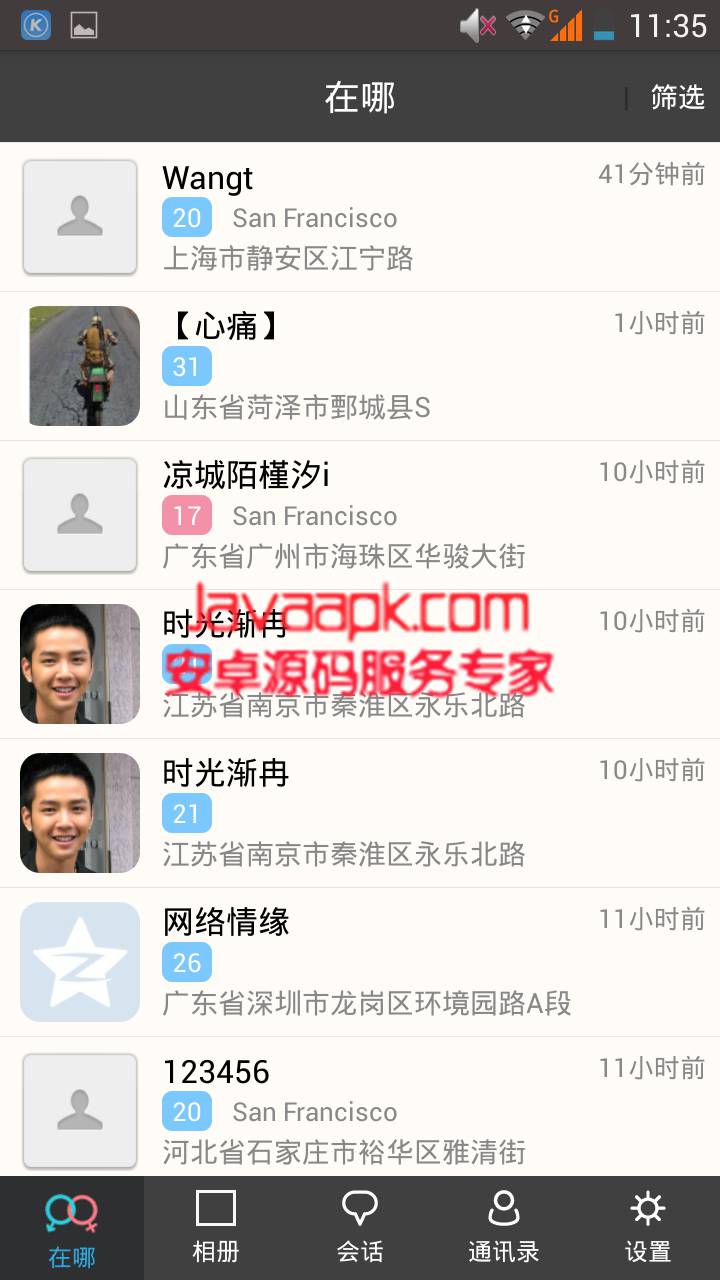 11:35
在哪
筛选
Wangt
41分钟前
20 San Francisco
上海市静安区江宁路
【心痛】
1小时前
31
山东省菏泽市鄄城县S
凉城陌槿汐i
10小时前
17 San Francisco
广东省广州市海珠区华骏大街
时光渐冉
10小时前
Javaapk.com
安卓源码服务专家
江苏省南京市秦淮区永乐北路
时光渐冉
10小时前
21
江苏省南京市秦淮区永乐北路
网络情缘
11小时前
26
广东省深圳市龙岗区环境园路A段
123456
11小时前
20 San Francisco
河北省石家庄市裕华区雅清街
在哪
相册
会话
通讯录
设置